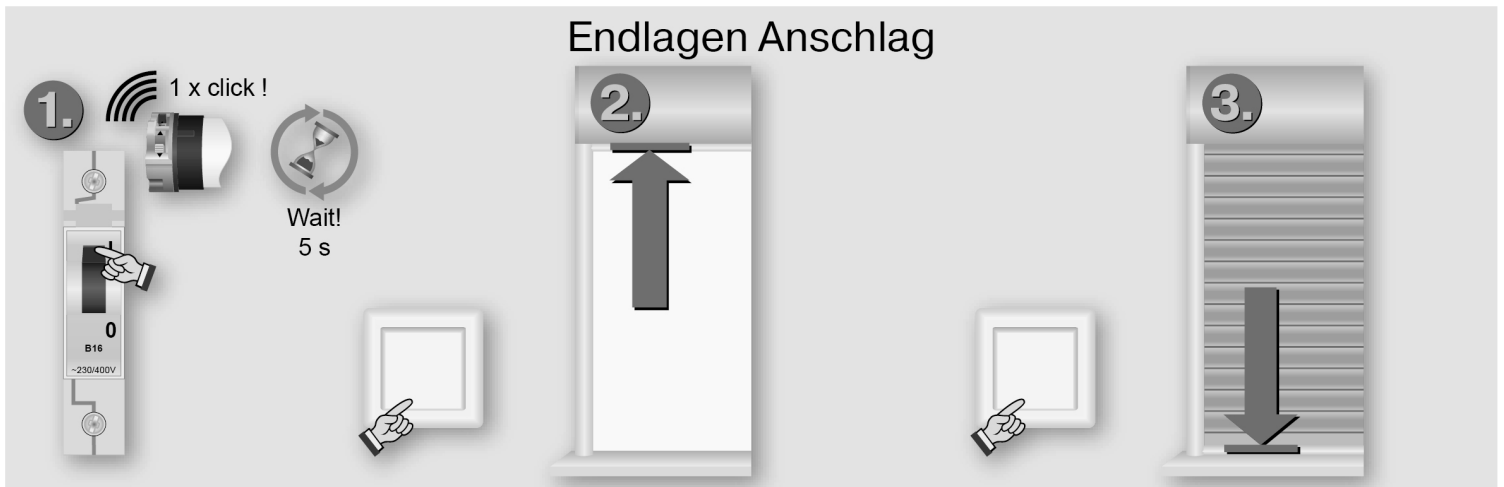 Endlagen Anschlag
1.
1 x click !
Wait!
5 s
I
0
B16
~230/400V
2.
3.